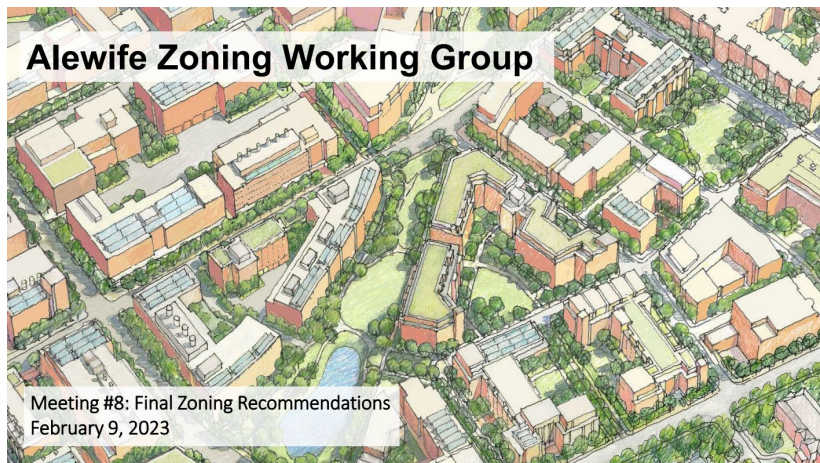 Alewife Zoning Working Group
Meeting #8: Final Zoning Recommendations
February 9, 2023